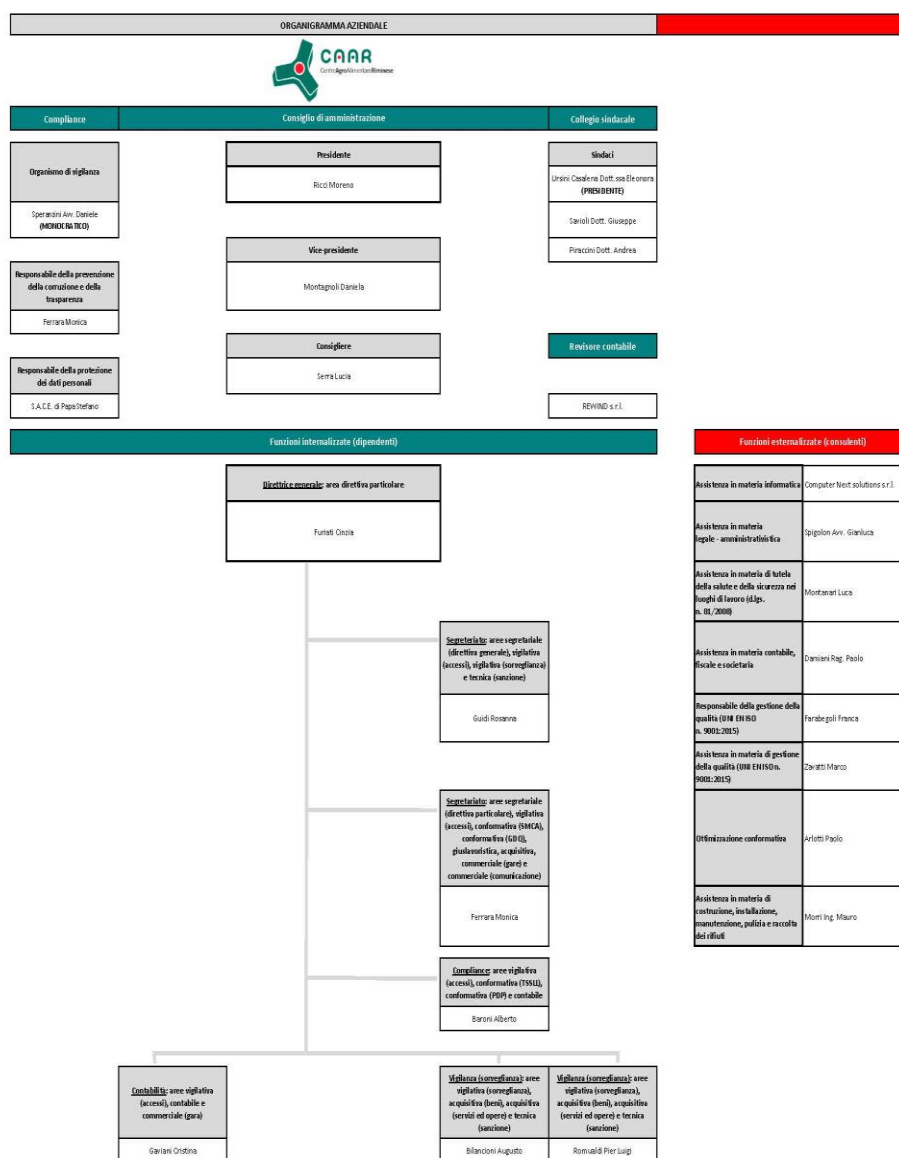 ORGANIGRAMMA AZIENDALE
CAAR
CentroAgroAlimentareRiminese
Compliance
Consiglio di amministrazione
Collegio sindacale
Organismo di vigilanza
Speranzini Avv. Daniele
(MONOCRATICO)
Responsabile della prevenzione
della corruzione e della
trasparenza
Ferrara Monica
Responsabile della protezione
dei dati personali
S.A.C.E. di Papa Stefano
Presidente
Ricci Moreno
Vice-presidente
Montagnoli Daniela
Consigliere
Serra Lucia
Sindaci
Ursini Casalena Dott.ssa Eleonora
(PRESIDENTE)
Savioli Dott. Giuseppe
Piraccini Dott. Andrea
Revisore contabile
REWIND s.r.l.
Funzioni internalizzate (dipendenti)
Direttrice generale: area direttiva particolare
Furiati Cinzia
Segreteriato: aree segretariale
(direttiva generale), vigilativa
(accessi), vigilativa (sorveglianza)
e tecnica (sanzione)
Guidi Rosanna
Segretariato: aree segretariale
(direttiva particolare), vigilativa
(accessi), conformativa (SMCA),
conformativa (GDO),
giuslavoristica, acquisitiva,
commerciale (gare) e
commerciale (comunicazione)
Ferrara Monica
Compliance: aree vigilativa
(accessi), conformativa (TSSLL),
conformativa (PDP) e contabile
Baroni Alberto
Contabilità: aree vigilativa
(accessi), contabile e
commerciale (gara)
Gaviani Cristina
Vigilanza (sorveglianza): aree
vigilativa (sorveglianza),
acquisitiva (beni), acquisitiva
(servizi ed opere) e tecnica
(sanzione)
Bilancioni Augusto
Vigilanza (sorveglianza): aree
vigilativa (sorveglianza),
acquisitiva (beni), acquisitiva
(servizi ed opere) e tecnica
(sanzione)
Romualdi Pier Luigi
Funzioni esternalizzate (consulenti)
Assistenza in materia informatica
Computer Next solutions s.r.l.
Assistenza in materia
legale - amministrativistica
Spigolon Avv. Gianluca
Assistenza in materia di tutela
della salute e della sicurezza nei
luoghi di lavoro (d.lgs.
n. 81/2008)
Montanari Luca
Assistenza in materia contabile,
fiscale e societaria
Damiani Rag. Paolo
Responsabile della gestione della
qualità (UNI EN ISO
n. 9001:2015)
Farabegoli Franca
Assistenza in materia di gestione
della qualità (UNI EN ISO n.
9001:2015)
Zavatti Marco
Ottimizzazione conformativa
Arlotti Paolo
Assistenza in materia di
costruzione, installazione,
manutenzione, pulizia e raccolta
dei rifiuti
Morri Ing. Mauro